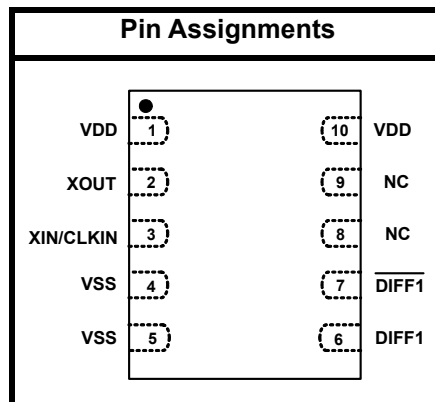 Pin Assignments
VDD 1 10 VDD
XOUT 2 9 NC
XIN/CLKIN 3 8 NC
VSS 4 7 DIFF1
VSS 5 6 DIFF1